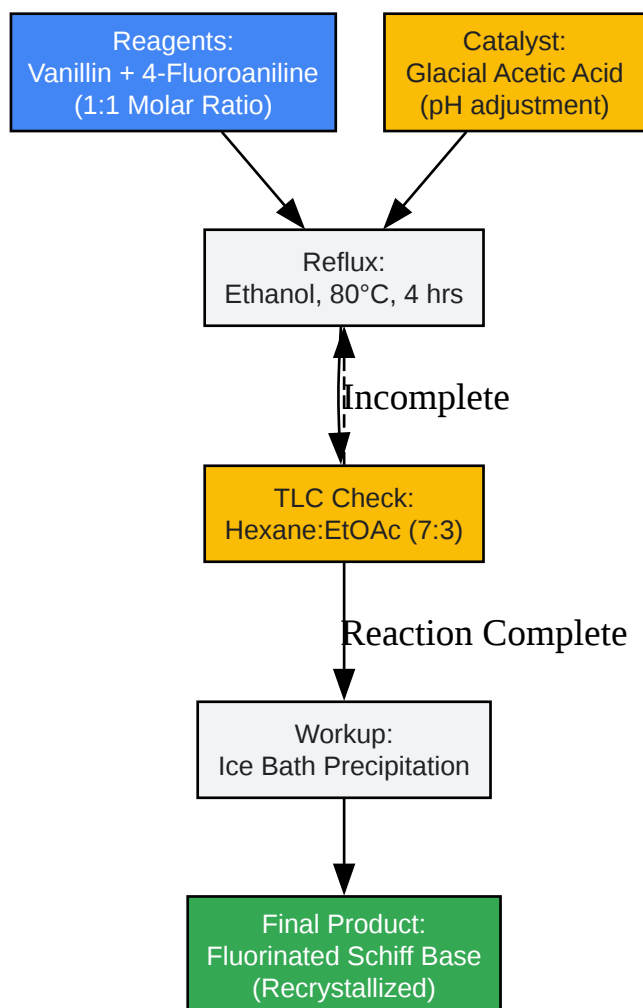 Reagents:
Vanillin + 4-Fluoroaniline
(1:1 Molar Ratio)
Catalyst:
Glacial Acetic Acid
(pH adjustment)
Reflux:
Ethanol, 80°C, 4 hrs
Incomplete
TLC Check:
Hexane:EtOAc (7:3)
Reaction Complete
Workup:
Ice Bath Precipitation
Final Product:
Fluorinated Schiff Base
(Recrystallized)